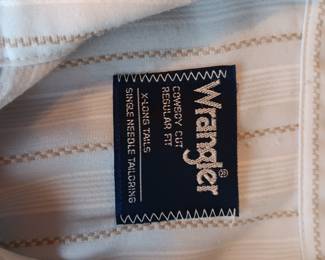 Wrangler®
COWBOY CUT
REGULAR FIT
X-LONG TAILS
SINGLE NEEDLE TAILORING